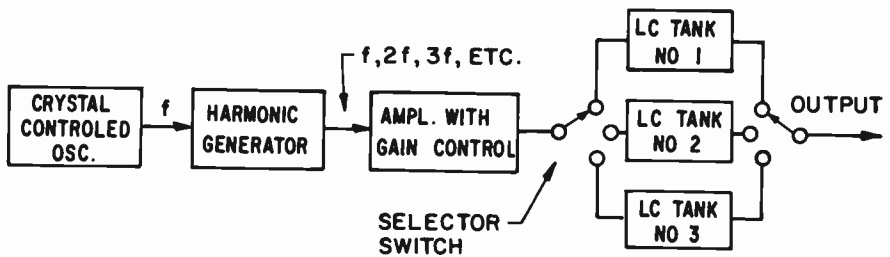 CRYSTAL
CONTROLED
OSC.
f
HARMONIC
GENERATOR
f, 2f, 3f, ETC.
AMPL. WITH
GAIN CONTROL
SELECTOR
SWITCH
LC TANK
NO 1
LC TANK
NO 2
LC TANK
NO 3
OUTPUT